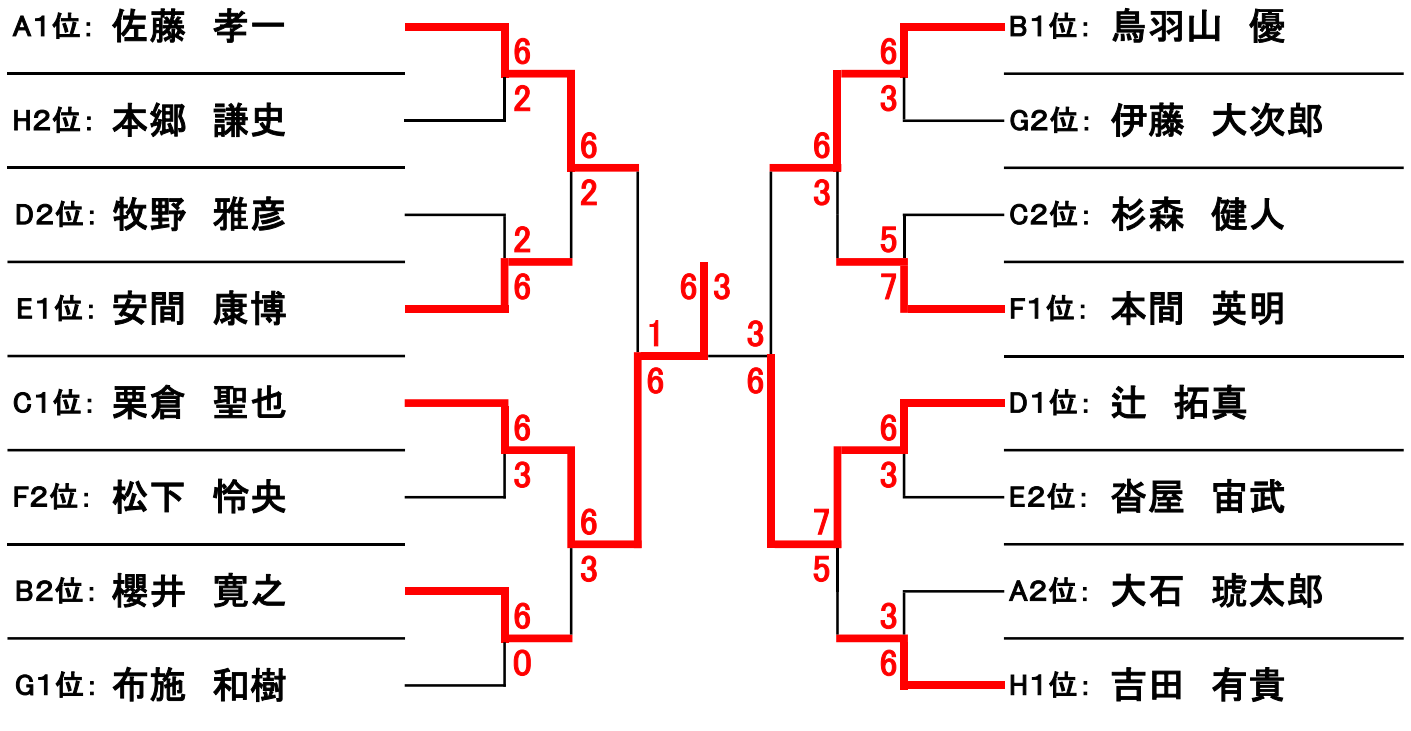 A1位: 佐藤 孝一
6
2
H2位: 本郷 謙史
6
2
D2位: 牧野 雅彦
2
6
E1位: 安間 康博
1
6
C1位: 栗倉 聖也
6
3
F2位: 松下 怜央
6
3
B2位: 櫻井 寛之
6
0
G1位: 布施 和樹
6 3
B1位: 鳥羽山 優
6
3
G2位: 伊藤 大次郎
6
3
C2位: 杉森 健人
5
7
F1位: 本間 英明
3
6
D1位: 辻 拓真
6
3
E2位: 沓屋 宙武
7
5
A2位: 大石 琥太郎
3
6
H1位: 吉田 有貴